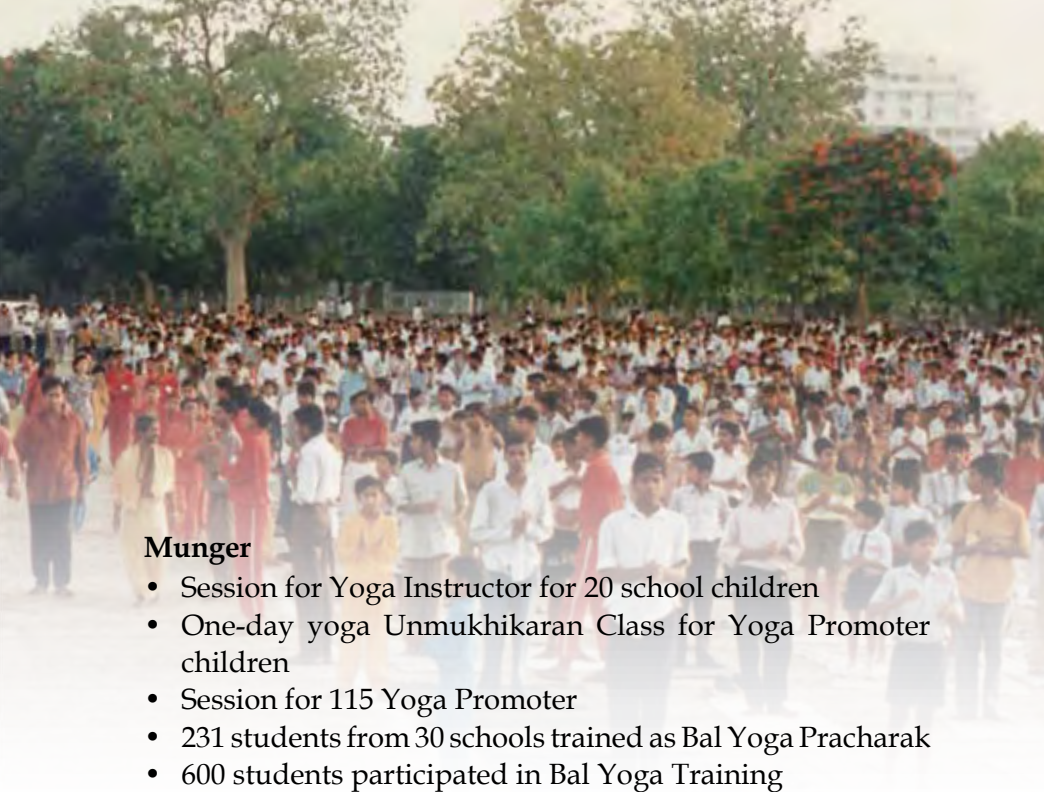 Munger
• Session for Yoga Instructor for 20 school children
• One-day yoga Unmukhikaran Class for Yoga Promoter
children
• Session for 115 Yoga Promoter
• 231 students from 30 schools trained as Bal Yoga Pracharak
• 600 students participated in Bal Yoga Training